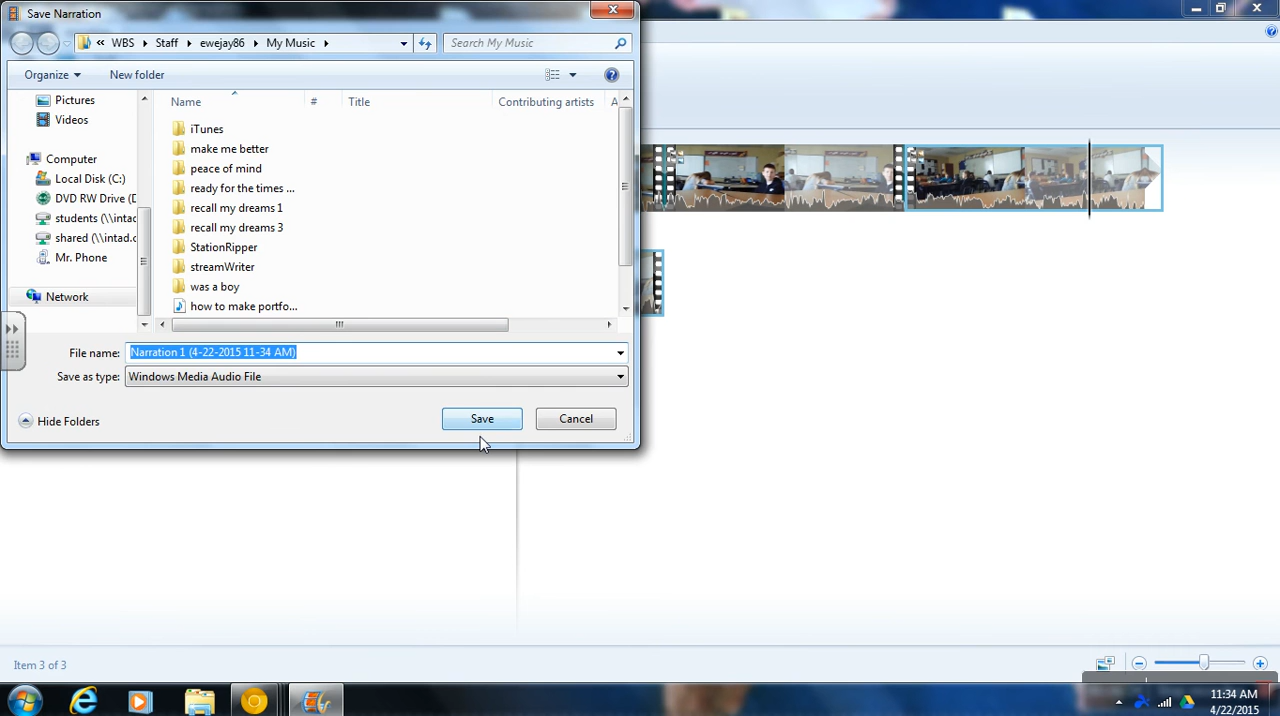 Save Narration
« WBS Staff ewejay86 My Music
Search My Music
Organize
New folder
Name
#
Title
Contributing artists
A
Pictures
Videos
Computer
Local Disk (C:)
DVD RW Drive (D
students (\\intad
shared (\\intad.c
Mr. Phone
Network
iTunes
make me better
peace of mind
ready for the times ...
recall my dreams 1
recall my dreams 3
StationRipper
streamWriter
was a boy
how to make portfo...
File name:
Narration 1 (4-22-2015 11-34 AM)
Save as type:
Windows Media Audio File
Hide Folders
Save
Cancel
Item 3 of 3
11:34 AM
4/22/2015